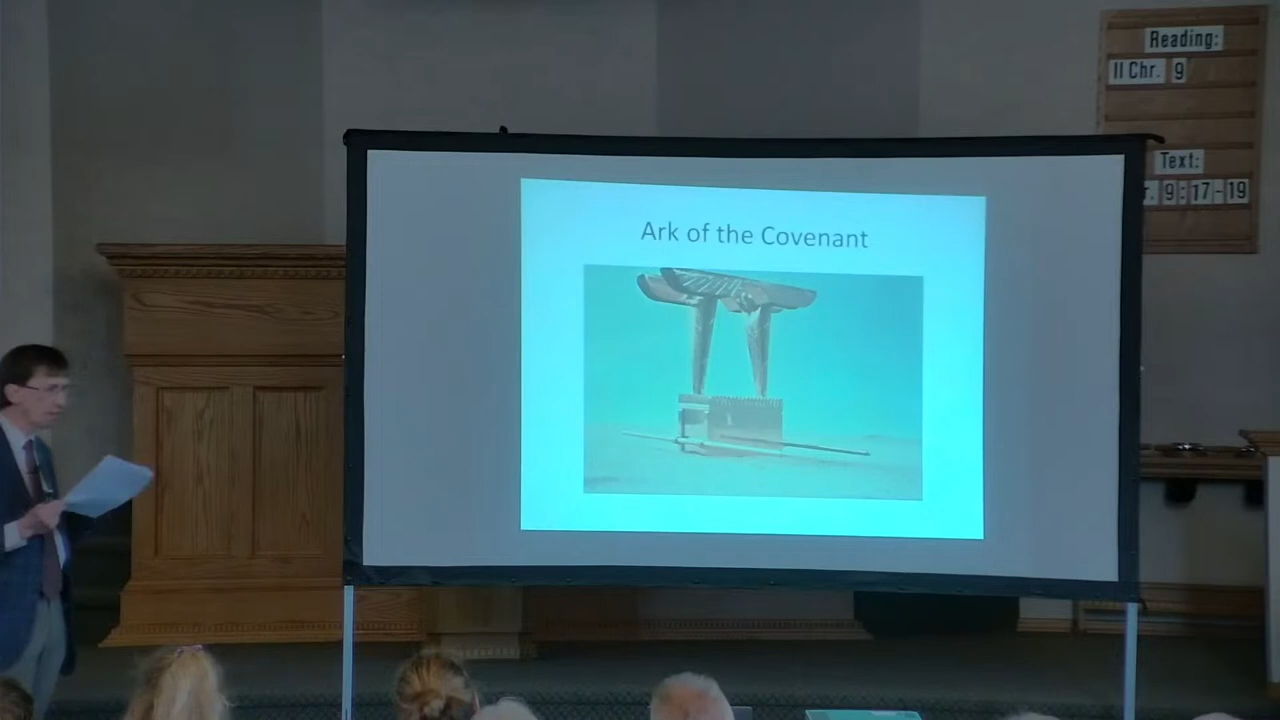 Reading:
II Chr. 9
Text:
9:17-19
Ark of the Covenant